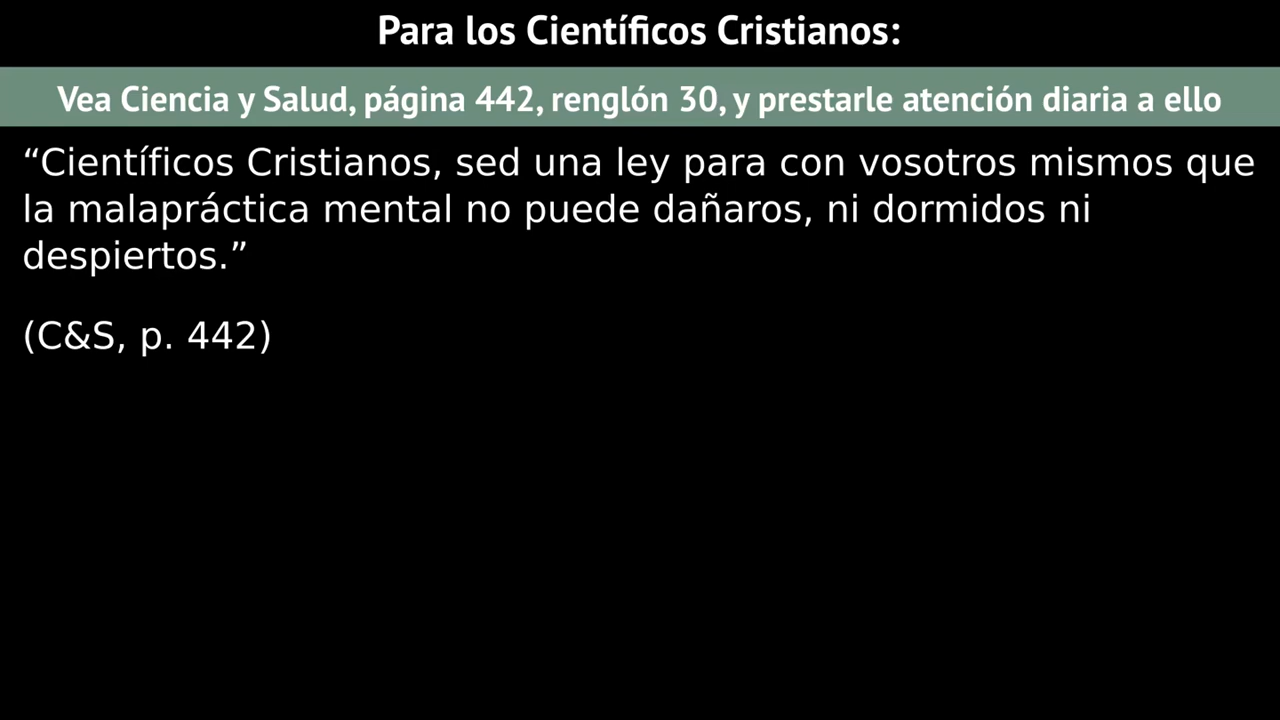 Para los Científicos Cristianos:
Vea Ciencia y Salud, página 442, renglón 30, y prestarle atención diaria a ello
“Científicos Cristianos, sed una ley para con vosotros mismos que
la malapráctica mental no puede dañaros, ni dormidos ni
despiertos.”
(C&S, p. 442)